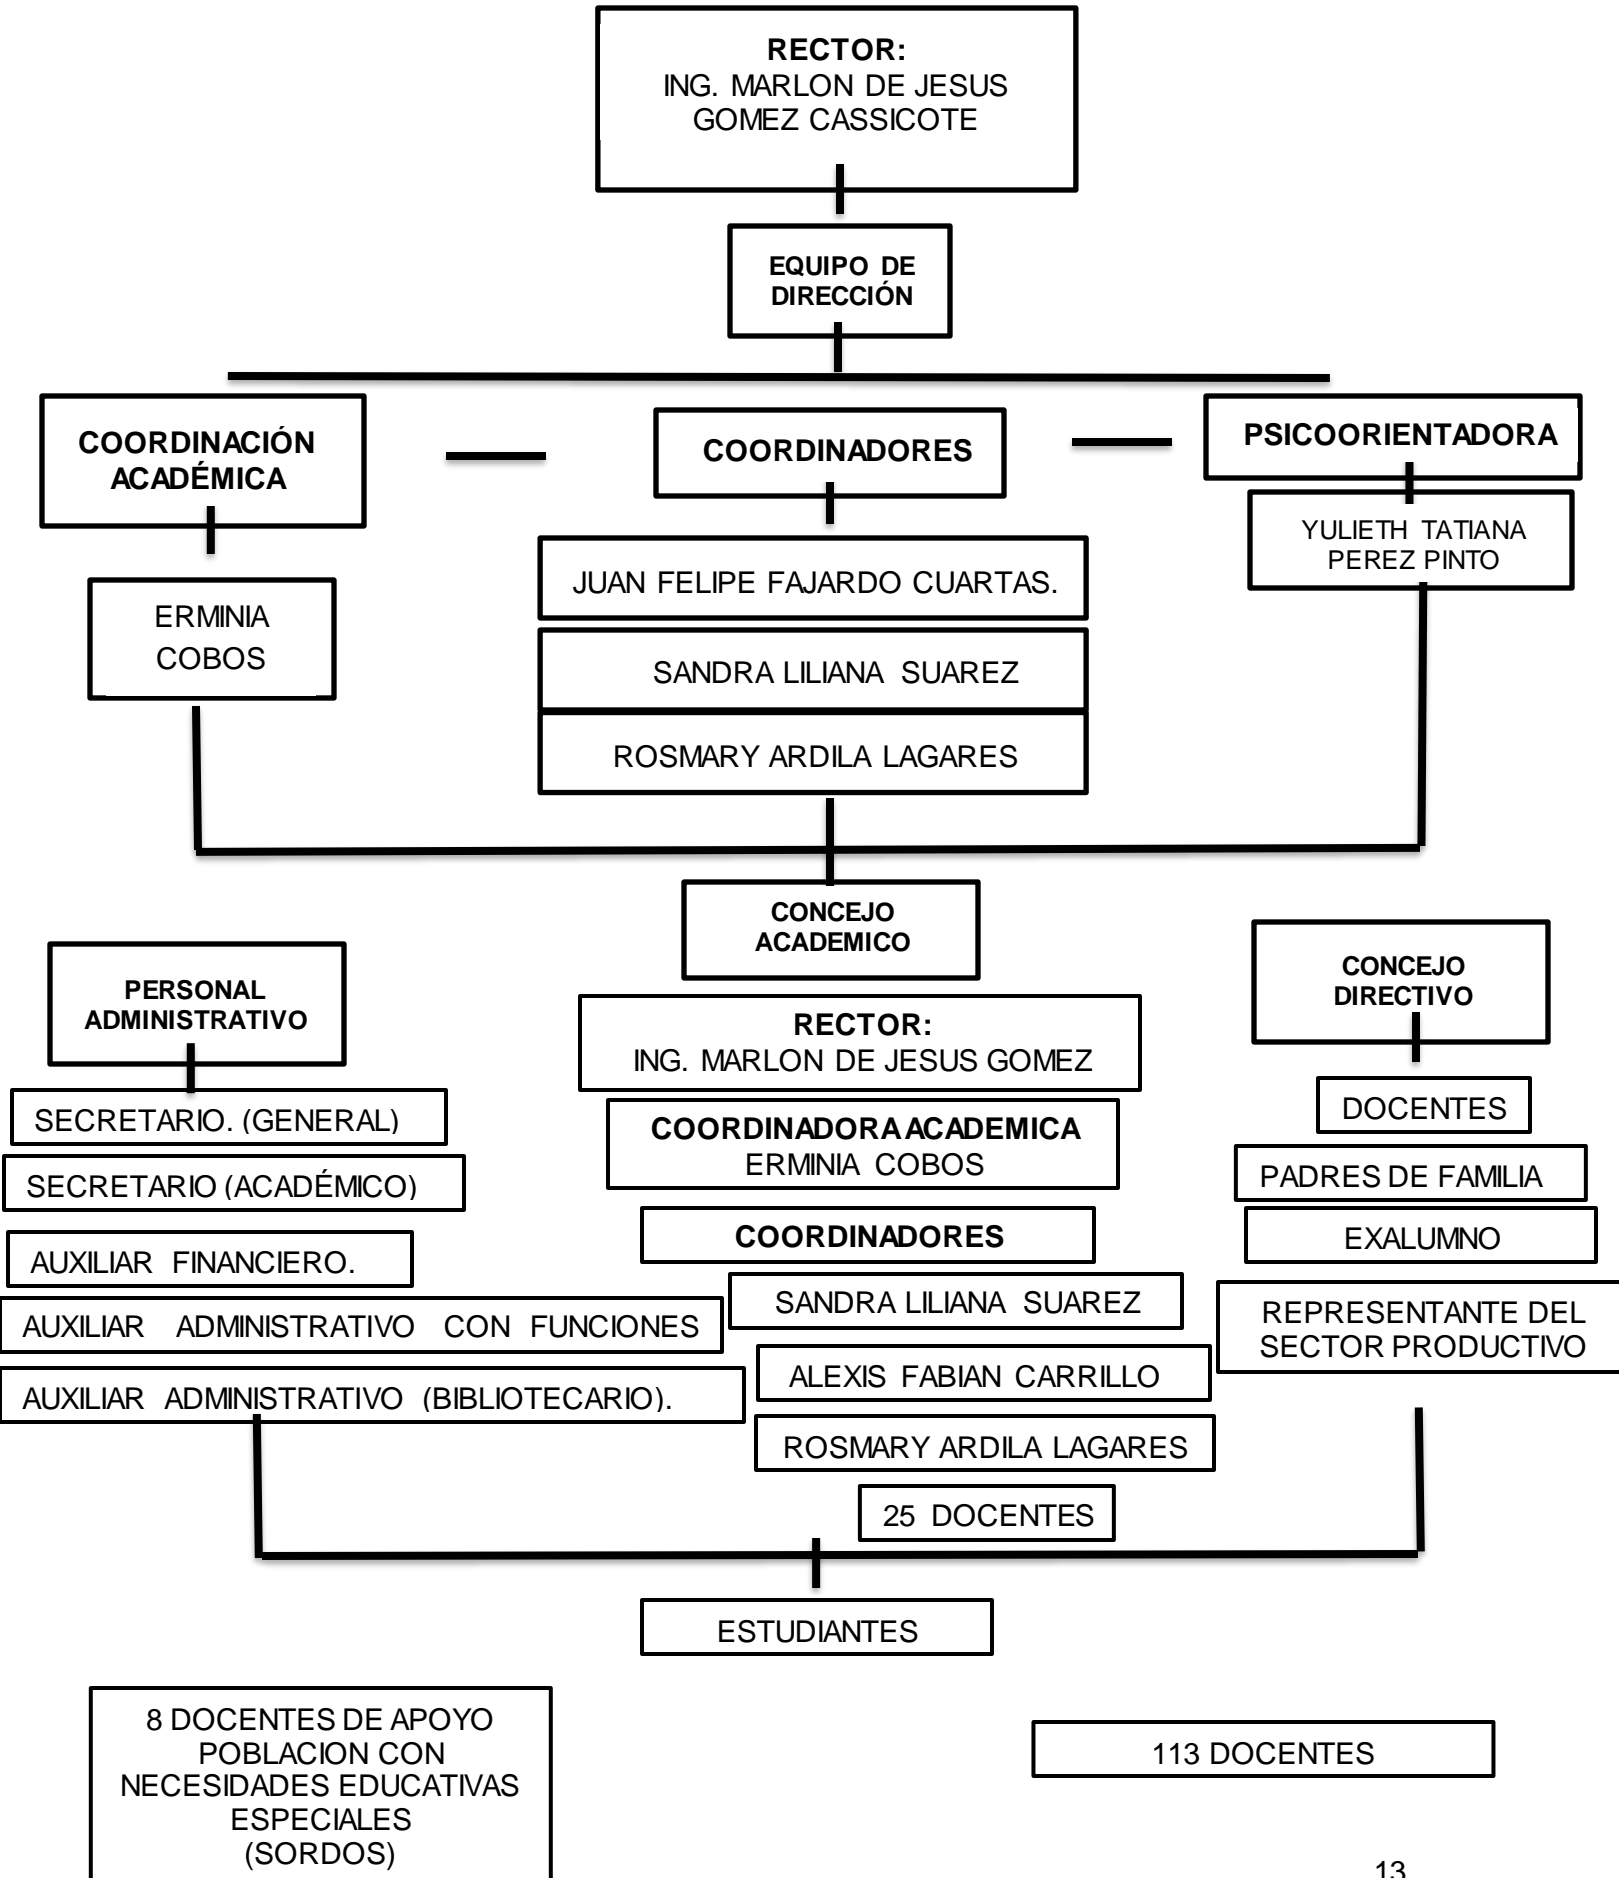 RECTOR:
ING. MARLON DE JESUS
GOMEZ CASSICOTE
EQUIPO DE
DIRECCIÓN
COORDINACIÓN
ACADÉMICA
COORDINADORES
PSICOORIENTADORA
ERMINIA
COBOS
JUAN FELIPE FAJARDO CUARTAS.
SANDRA LILIANA SUAREZ
ROSMARY ARDILA LAGARES
YULIETH TATIANA
PEREZ PINTO
PERSONAL
ADMINISTRATIVO
SECRETARIO. (GENERAL)
SECRETARIO (ACADÉMICO)
AUXILIAR FINANCIERO.
AUXILIAR ADMINISTRATIVO CON FUNCIONES
AUXILIAR ADMINISTRATIVO (BIBLIOTECARIO).
CONCEJO
ACADEMICO
RECTOR:
ING. MARLON DE JESUS GOMEZ
COORDINADORA ACADEMICA
ERMINIA COBOS
COORDINADORES
SANDRA LILIANA SUAREZ
ALEXIS FABIAN CARRILLO
ROSMARY ARDILA LAGARES
25 DOCENTES
CONCEJO
DIRECTIVO
DOCENTES
PADRES DE FAMILIA
EXALUMNO
REPRESENTANTE DEL
SECTOR PRODUCTIVO
ESTUDIANTES
8 DOCENTES DE APOYO
POBLACION CON
NECESIDADES EDUCATIVAS
ESPECIALES
(SORDOS)
113 DOCENTES
13